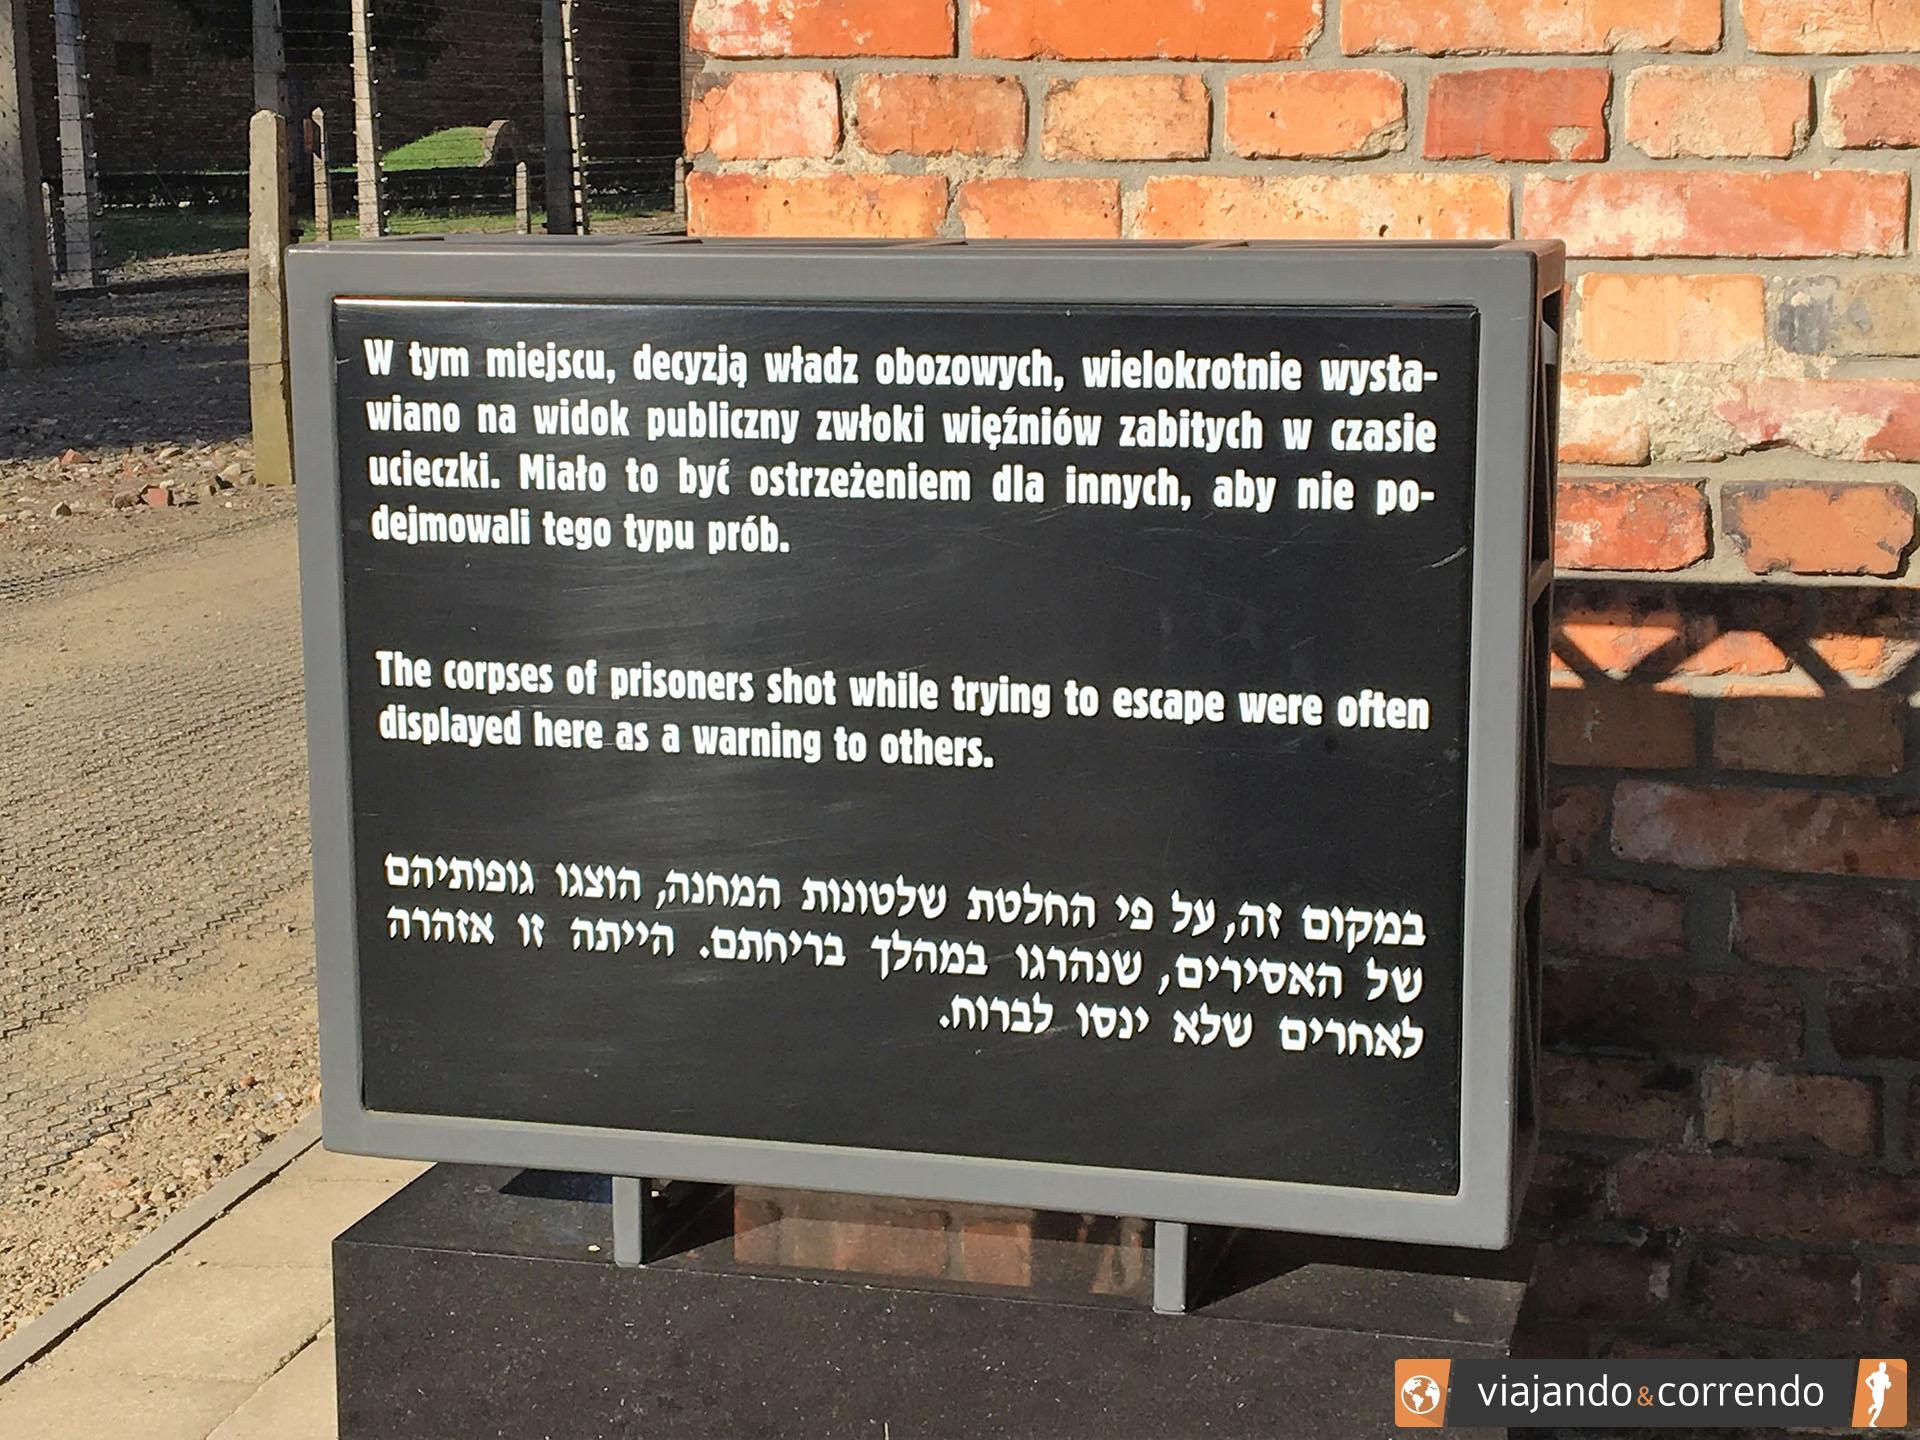 W tym miejscu, decyzją władz obozowych, wielokrotnie wysta-
wiano na widok publiczny zwłoki więźniów zabitych w czasie
ucieczki. Miało to być ostrzeżeniem dla innych, aby nie po-
dejmowali tego typu prób.
The corpses of prisoners shot while trying to escape were often
displayed here as a warning to others.
במקום זה, על פי החלטת שלטונות המחנה, הוצגו גופותיהם
של האסירים, שנהרגו במהלך בריחתם. הייתה זו אזהרה
לאחרים שלא ינסו לברוח.
viajando&correndo